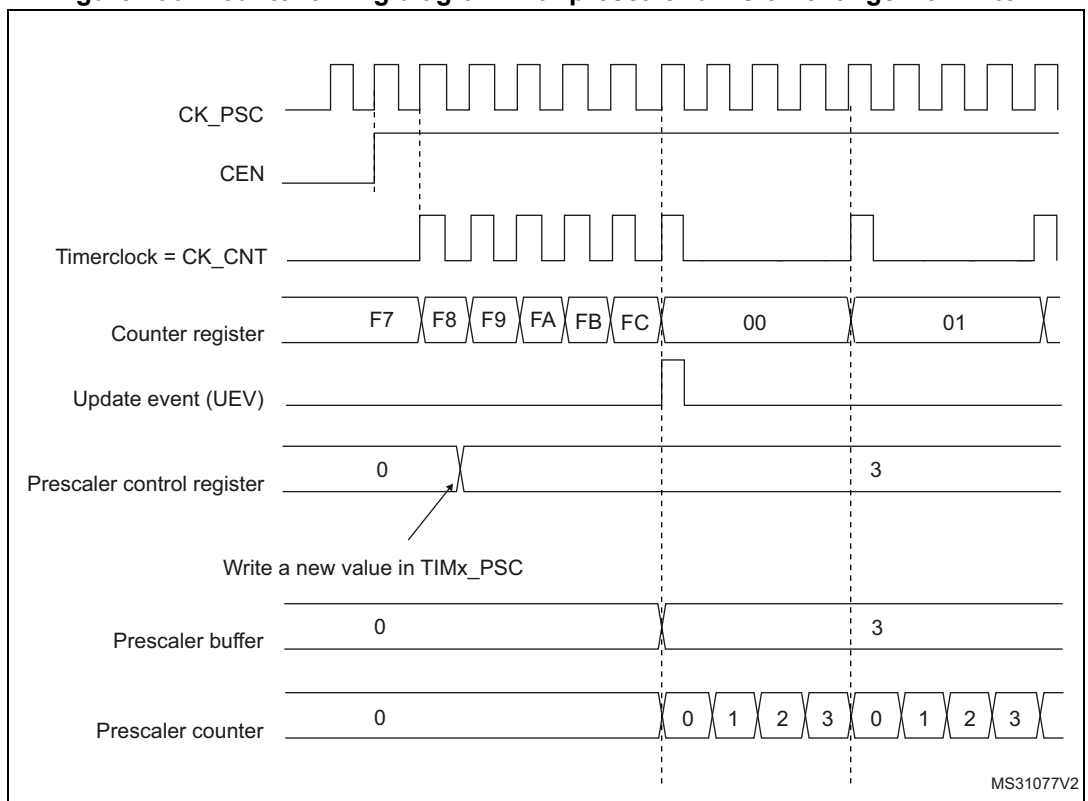 CK_PSC
CEN
Timerclock = CK_CNT
Counter register
F7 F8 F9 FA FB FC 00 01
Update event (UEV)
Prescaler control register
0 3
Write a new value in TIMx_PSC
Prescaler buffer
0 3
Prescaler counter
0 0 1 2 3 0 1 2 3
MS31077V2